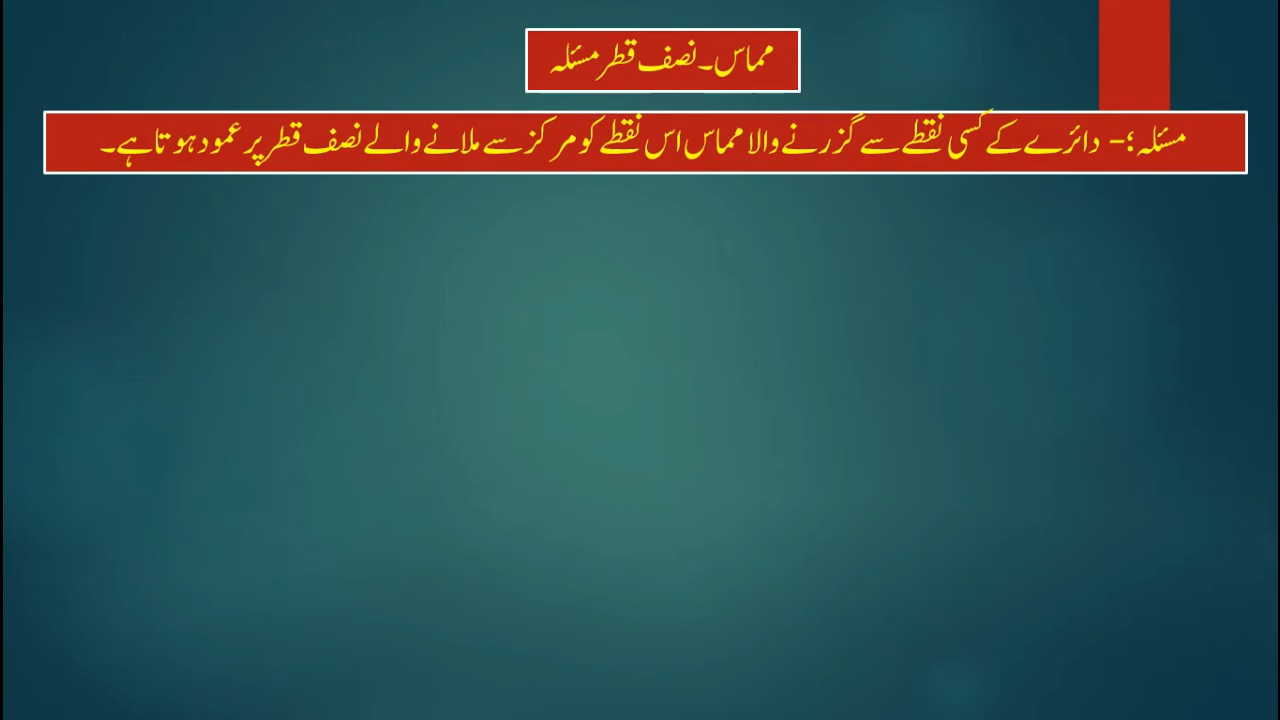 مماس۔نصف قطر مسئلہ
مسئلہ؛- دائرے کے کسی نقطے سے گزرنے والا مماس اس نقطے کو مرکز سے ملانے والے نصف قطر پر عمود ہوتا ہے۔